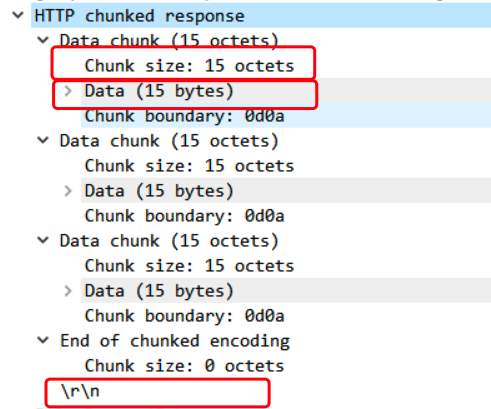 HTTP chunked response
Data chunk (15 octets)
Chunk size: 15 octets
Data (15 bytes)
Chunk boundary: 0d0a
Data chunk (15 octets)
Chunk size: 15 octets
Data (15 bytes)
Chunk boundary: 0d0a
Data chunk (15 octets)
Chunk size: 15 octets
Data (15 bytes)
Chunk boundary: 0d0a
End of chunked encoding
Chunk size: 0 octets
\r\n